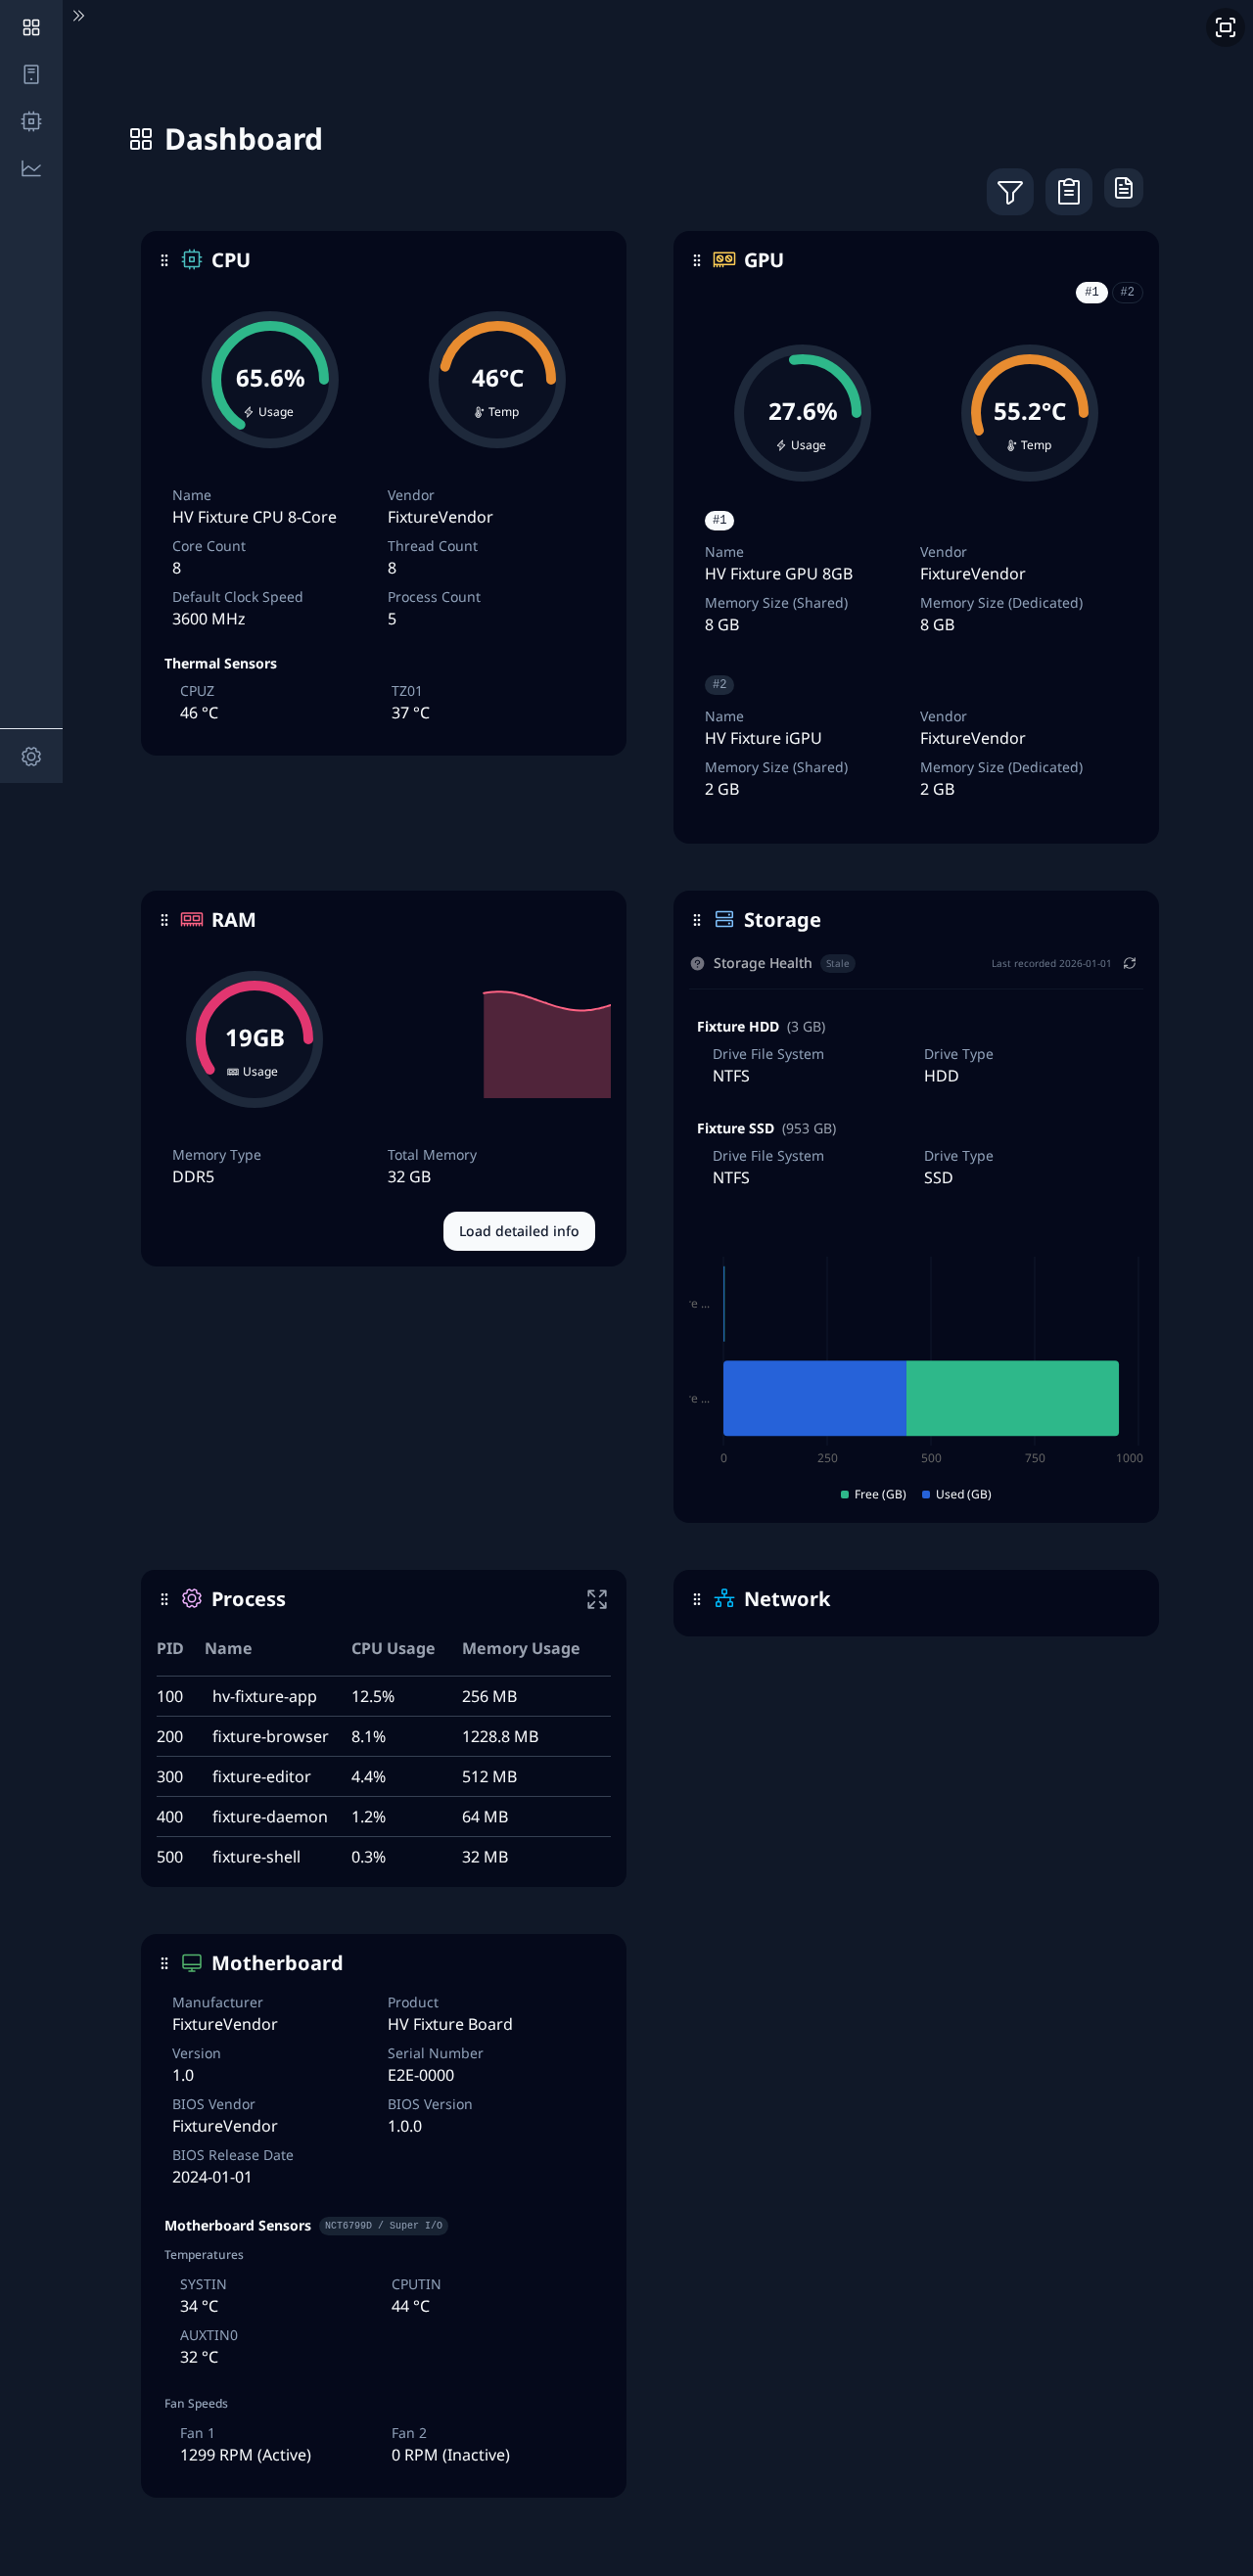 Dashboard
CPU
65.6%
Usage
46°C
Temp
Name
Vendor
HV Fixture CPU 8-Core
FixtureVendor
Core Count
Thread Count
8
8
Default Clock Speed
Process Count
3600 MHz
5
Thermal Sensors
CPUZ
TZ01
46 °C
37 °C
GPU
#1
#2
27.6%
Usage
55.2°C
Temp
#1
Name
Vendor
HV Fixture GPU 8GB
FixtureVendor
Memory Size (Shared)
Memory Size (Dedicated)
8 GB
8 GB
#2
Name
Vendor
HV Fixture iGPU
FixtureVendor
Memory Size (Shared)
Memory Size (Dedicated)
2 GB
2 GB
RAM
19GB
Usage
Memory Type
Total Memory
DDR5
32 GB
Load detailed info
Storage
Storage Health Stale
Last recorded 2026-01-01
Fixture HDD (3 GB)
Drive File System
Drive Type
NTFS
HDD
Fixture SSD (953 GB)
Drive File System
Drive Type
NTFS
SSD
0 250 500 750 1000
Free (GB) Used (GB)
Process
PID Name CPU Usage Memory Usage
100 hv-fixture-app 12.5% 256 MB
200 fixture-browser 8.1% 1228.8 MB
300 fixture-editor 4.4% 512 MB
400 fixture-daemon 1.2% 64 MB
500 fixture-shell 0.3% 32 MB
Network
Motherboard
Manufacturer
Product
FixtureVendor
HV Fixture Board
Version
Serial Number
1.0
E2E-0000
BIOS Vendor
BIOS Version
FixtureVendor
1.0.0
BIOS Release Date
2024-01-01
Motherboard Sensors NCT6799D / Super I/O
Temperatures
SYSTIN
CPUTIN
34 °C
44 °C
AUXTIN0
32 °C
Fan Speeds
Fan 1
Fan 2
1299 RPM (Active)
0 RPM (Inactive)